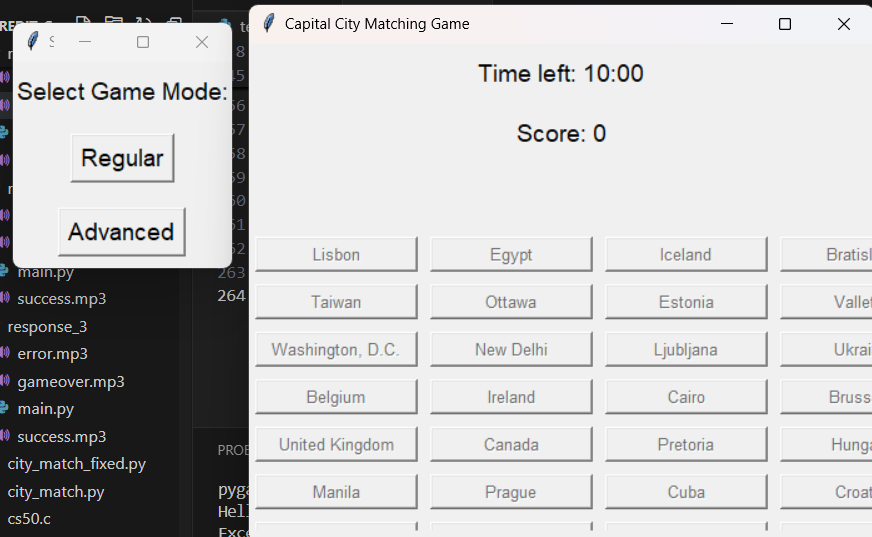 Capital City Matching Game
Select Game Mode:
Regular
Advanced
Time left: 10:00
Score: 0
Lisbon Egypt Iceland Bratisl
Taiwan Ottawa Estonia Vallet
Washington, D.C. New Delhi Ljubljana Ukrai
Belgium Ireland Cairo Bruss
United Kingdom Canada Pretoria Hunga
Manila Prague Cuba Croat
main.py
success.mp3
response_3
error.mp3
gameover.mp3
main.py
success.mp3
city_match_fixed.py
city_match.py
cs50.c
263
264
PROB
pyga
Hell
Exce